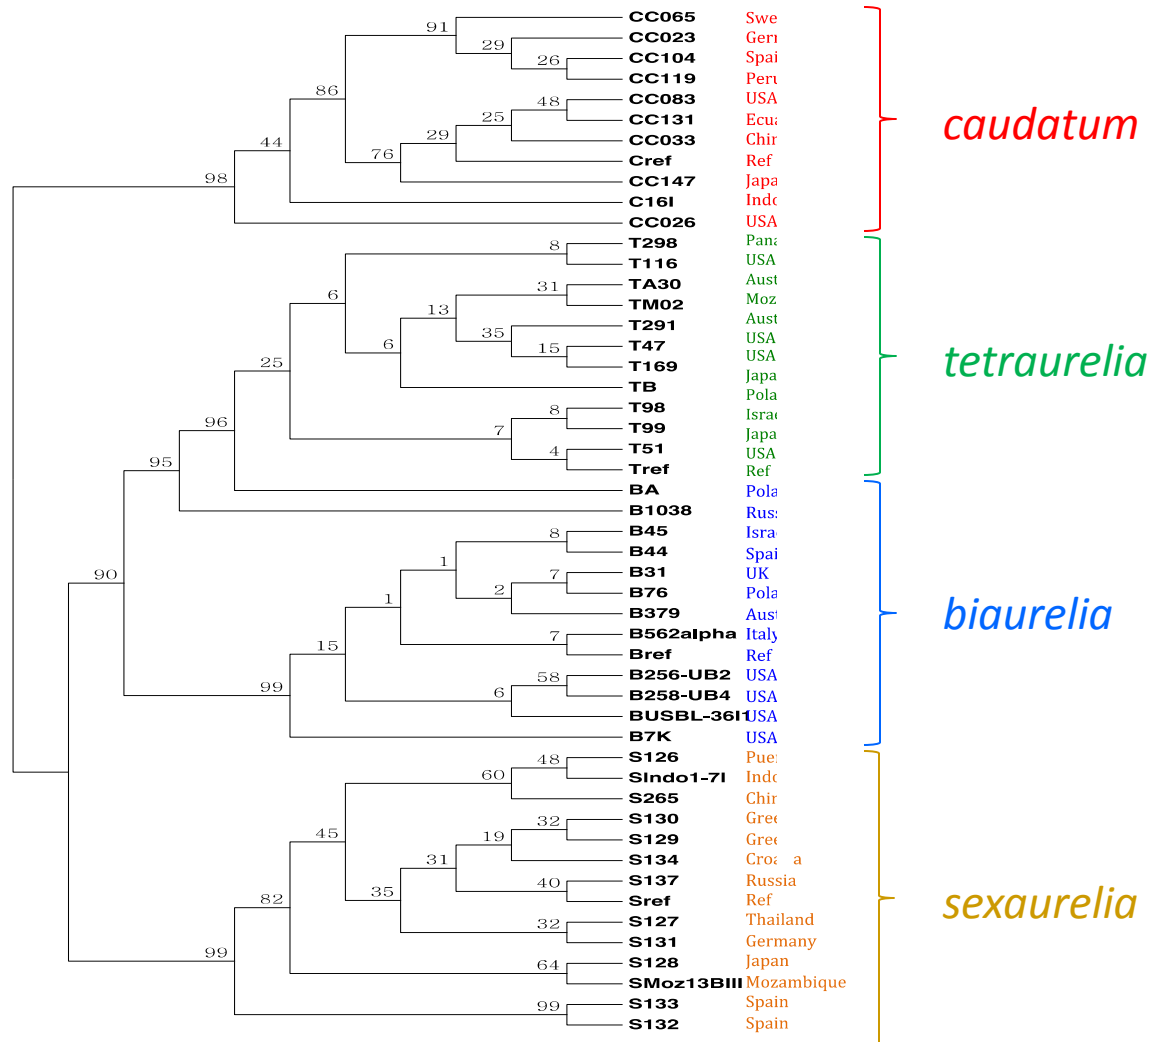 CC065 Swe
91
CC023 Ger
29
CC104 Spai
26
CC119 Peru
86
CC083 USA
48
CC131 Ecua
25
caudatum
CC033 Chin
29
44
Cref Ref
76
CC147 Japa
98
C16I Indo
CC026 USA
T298 Pana
8
T116 USA
TA30 Aust
31
6
TM02 Moz
13
T291 Aust
35
T47 USA
15
6
tetraurelia
T169 USA
25
TB Japa
T98 Pola
8
T99 Israe
96
7
T51 Japa
4
USA
95
Tref Ref
BA Pola
B1038 Russ
B45 Israe
8
B44 Spai
1
B31 UK
7
90
B76 Pola
2
1
B379 Aust
biaurelia
B562alpha Italy
7
15
Bref Ref
B256-UB2 USA
58
99
B258-UB4 USA
6
BUSBL-36I1 USA
B7K USA
S126 Puer
48
60
SIndo1-7I Indo
S265 Chin
S130 Gree
32
45
S129 Gree
19
31
S134 Croa a
S137 Russia
40
35
82
Sref Ref
sexaurelia
S127 Thailand
32
S131 Germany
99
S128 Japan
64
SMoz13BIII Mozambique
S133 Spain
99
S132 Spain